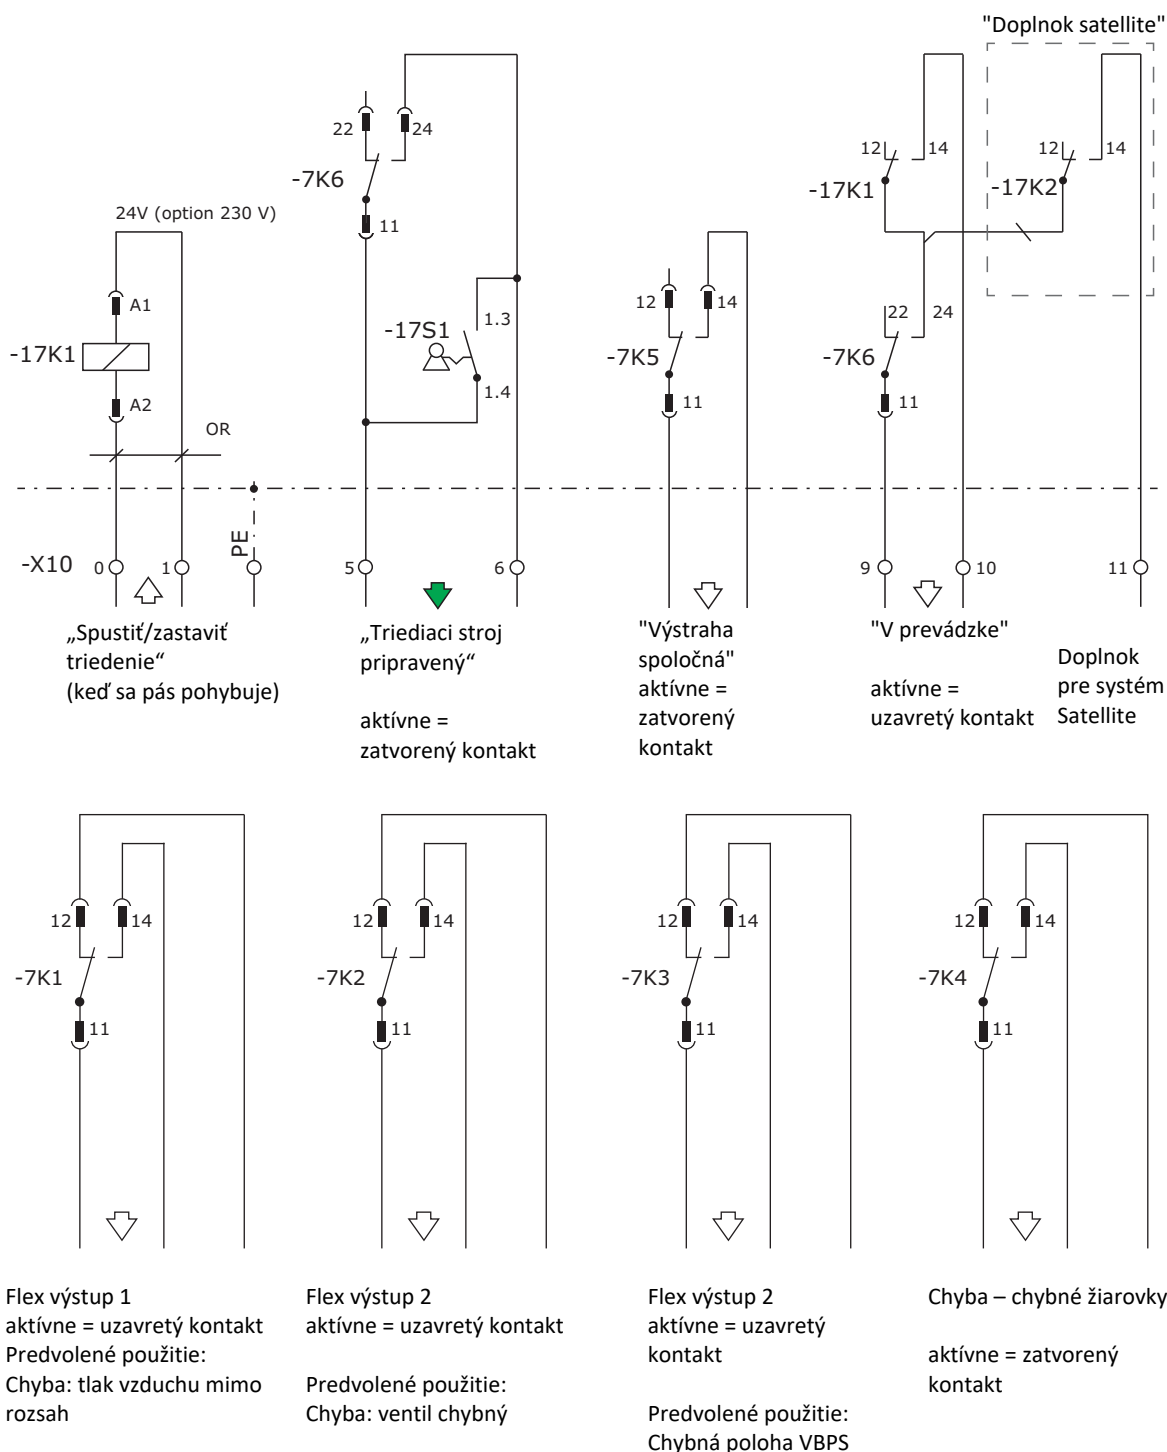 "Doplnok satellite"
22
24
-7K6
11
24V (option 230 V)
A1
-17K1
A2
OR
-17S1
1.3
1.4
12
14
-7K5
11
12
14
-17K1
12
14
-17K2
22
24
-7K6
11
PE
-X10
0
1
5
6
9
10
11
„Spustiť/zastaviť
triedenie“
(keď sa pás pohybuje)
„Triediaci stroj
pripravený“
aktívne =
zatvorený kontakt
"Výstraha
spoločná"
aktívne =
zatvorený
kontakt
"V prevádzke"
aktívne =
uzavretý kontakt
Doplnok
pre systém
Satellite
12
14
-7K1
11
12
14
-7K2
11
12
14
-7K3
11
12
14
-7K4
11
Flex výstup 1
aktívne = uzavretý kontakt
Predvolené použitie:
Chyba: tlak vzduchu mimo
rozsah
Flex výstup 2
aktívne = uzavretý kontakt
Predvolené použitie:
Chyba: ventil chybný
Flex výstup 2
aktívne = uzavretý
kontakt
Predvolené použitie:
Chybná poloha VBPS
Chyba – chybné žiarovky
aktívne = zatvorený
kontakt